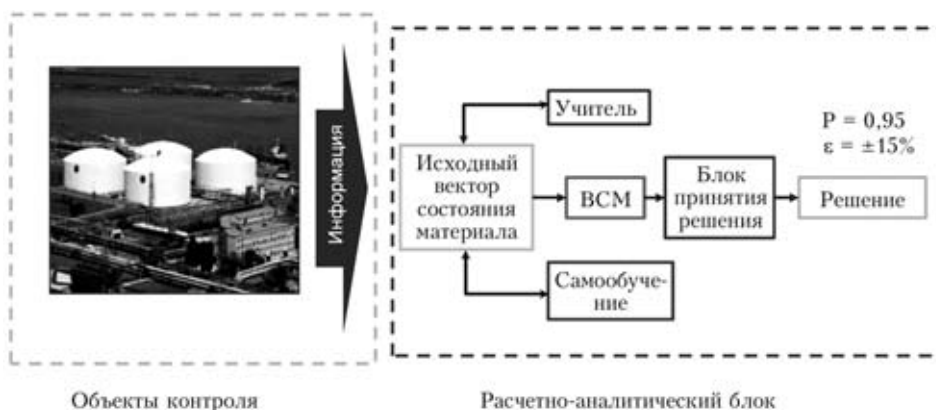 Информация
Учитель
Исходный
вектор
состояния
материала
ВСМ
Блок
принятия
решения
P = 0,95
ε = ±15%
Решение
Самообуче-
ние
Объекты контроля
Расчетно-аналитический блок